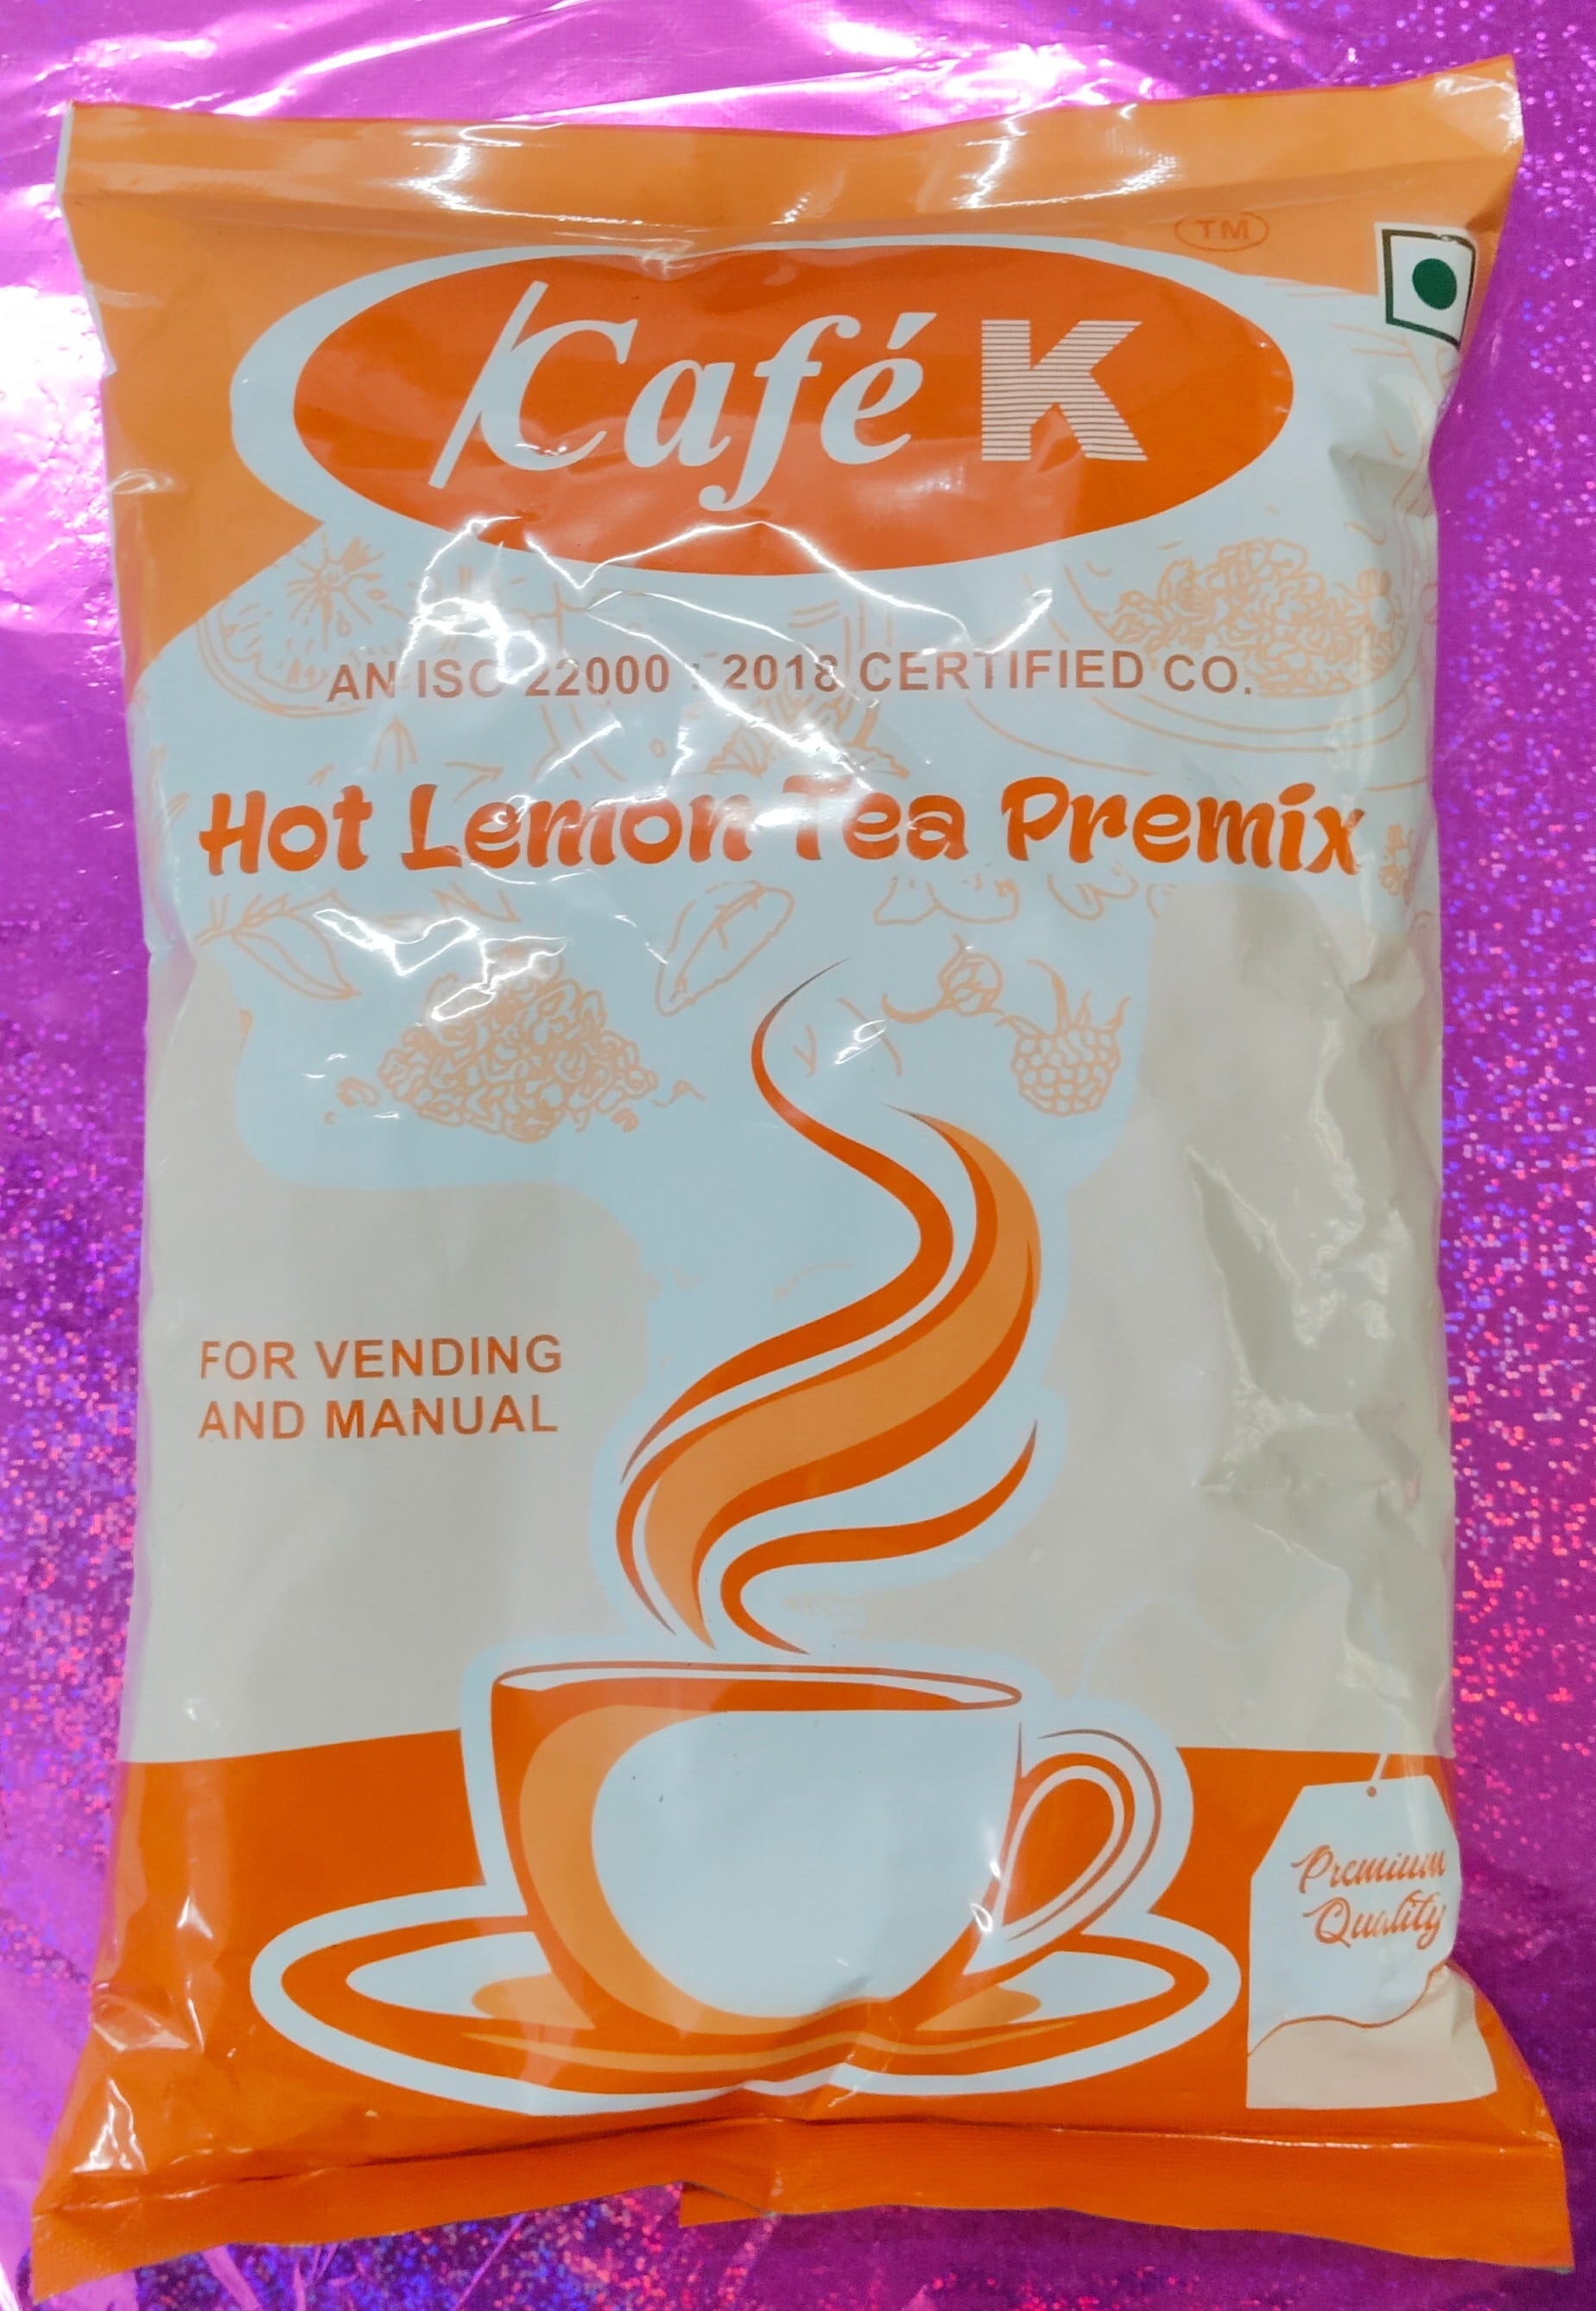 TM
Café K
AN ISO 22000 : 2018 CERTIFIED CO.
Hot Lemon Tea Premix
FOR VENDING
AND MANUAL
Premium
Quality